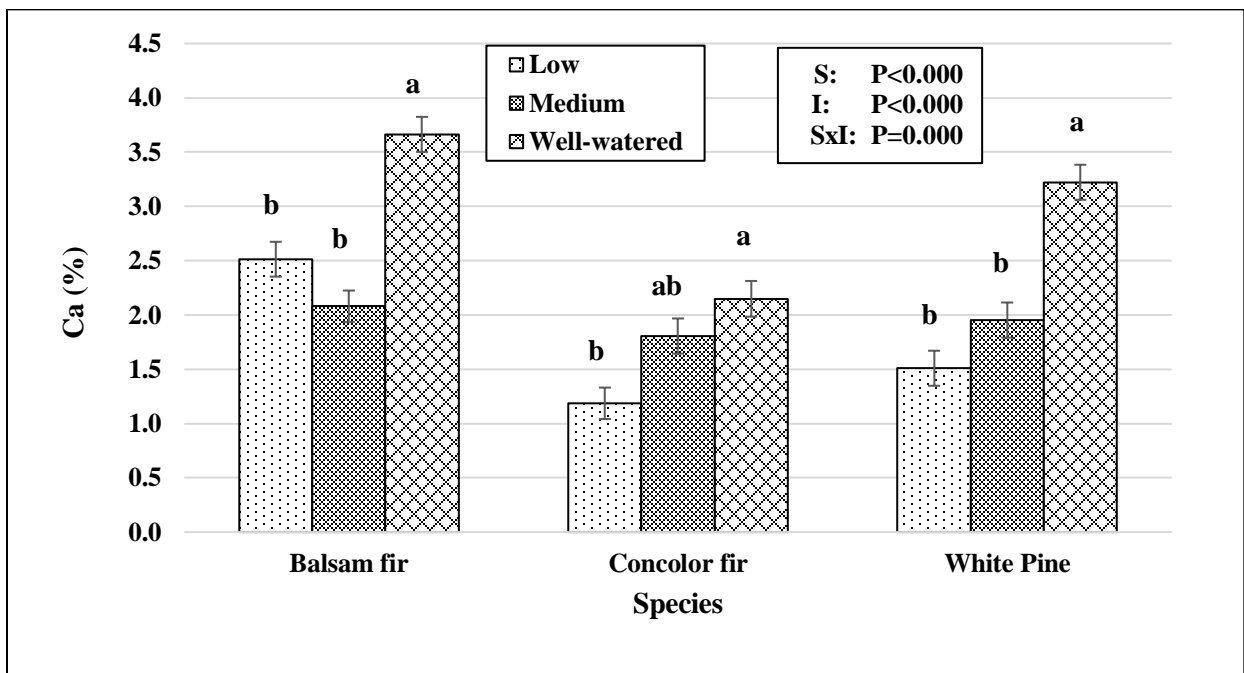 4.5
4.0
3.5
3.0
2.5
2.0
1.5
1.0
0.5
0.0
Ca (%)
Low
Medium
Well-watered
S: P<0.000
I: P<0.000
SxI: P=0.000
b
b
a
b
ab
a
b
b
a
Balsam fir
Concolor fir
White Pine
Species